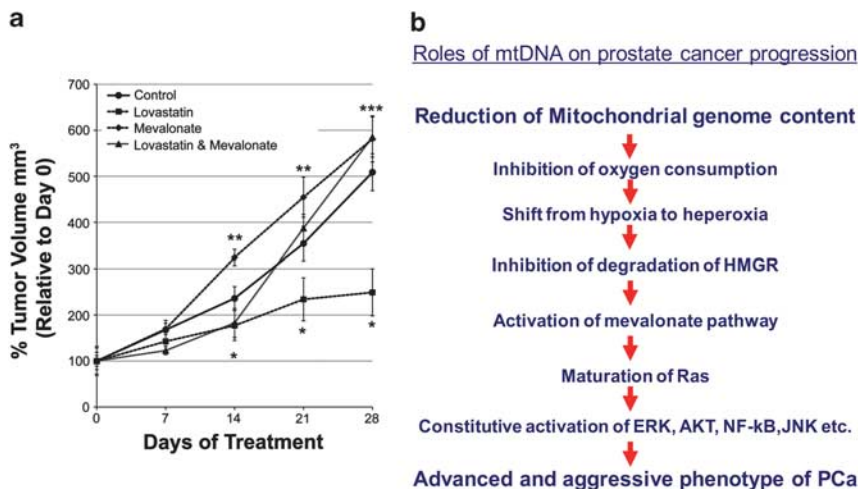 a
% Tumor Volume mm³
(Relative to Day 0)
700
600
500
400
300
200
100
0
Control
Lovastatin
Mevalonate
Lovastatin & Mevalonate
**
**
***
*
*
*
0 7 14 21 28
Days of Treatment
b
Roles of mtDNA on prostate cancer progression
Reduction of Mitochondrial genome content
Inhibition of oxygen consumption
Shift from hypoxia to heperoxia
Inhibition of degradation of HMGR
Activation of mevalonate pathway
Maturation of Ras
Constitutive activation of ERK, AKT, NF-kB,JNK etc.
Advanced and aggressive phenotype of PCa